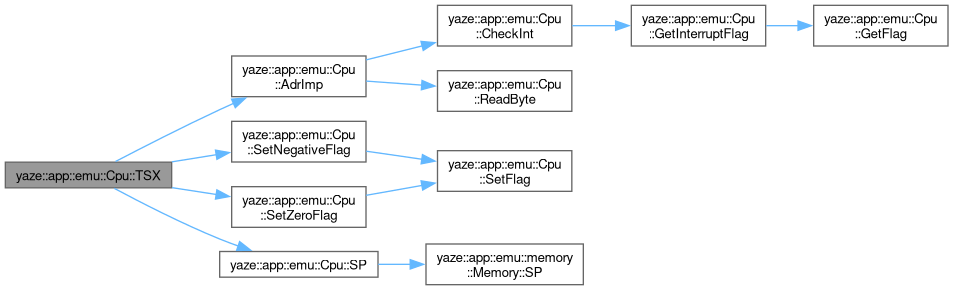 yaze::app::emu::Cpu::TSX
yaze::app::emu::Cpu
::AdrImp
yaze::app::emu::Cpu
::SetNegativeFlag
yaze::app::emu::Cpu
::SetZeroFlag
yaze::app::emu::Cpu::SP
yaze::app::emu::Cpu
::CheckInt
yaze::app::emu::Cpu
::ReadByte
yaze::app::emu::Cpu
::SetFlag
yaze::app::emu::memory
::Memory::SP
yaze::app::emu::Cpu
::GetInterruptFlag
yaze::app::emu::Cpu
::GetFlag